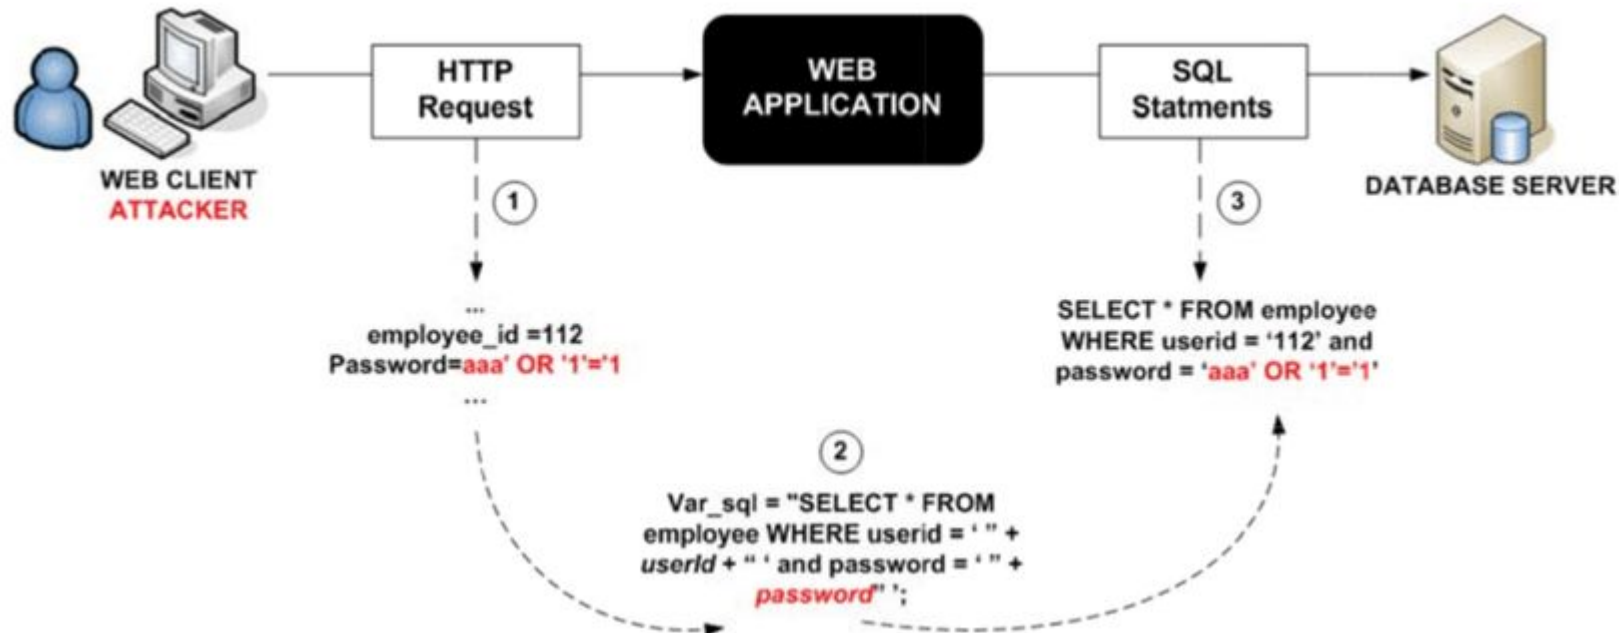 HTTP
Request
WEB
APPLICATION
SQL
Statments
WEB CLIENT
ATTACKER
DATABASE SERVER
1
3
...
employee_id =112
Password=aaa' OR '1'='1
...
SELECT * FROM employee
WHERE userid = ‘112’ and
password = ‘aaa’ OR ‘1’=’1’
2
Var_sql = "SELECT * FROM
employee WHERE userid = ‘ ” +
userId + “ ‘ and password = ‘ ” +
password” ’;